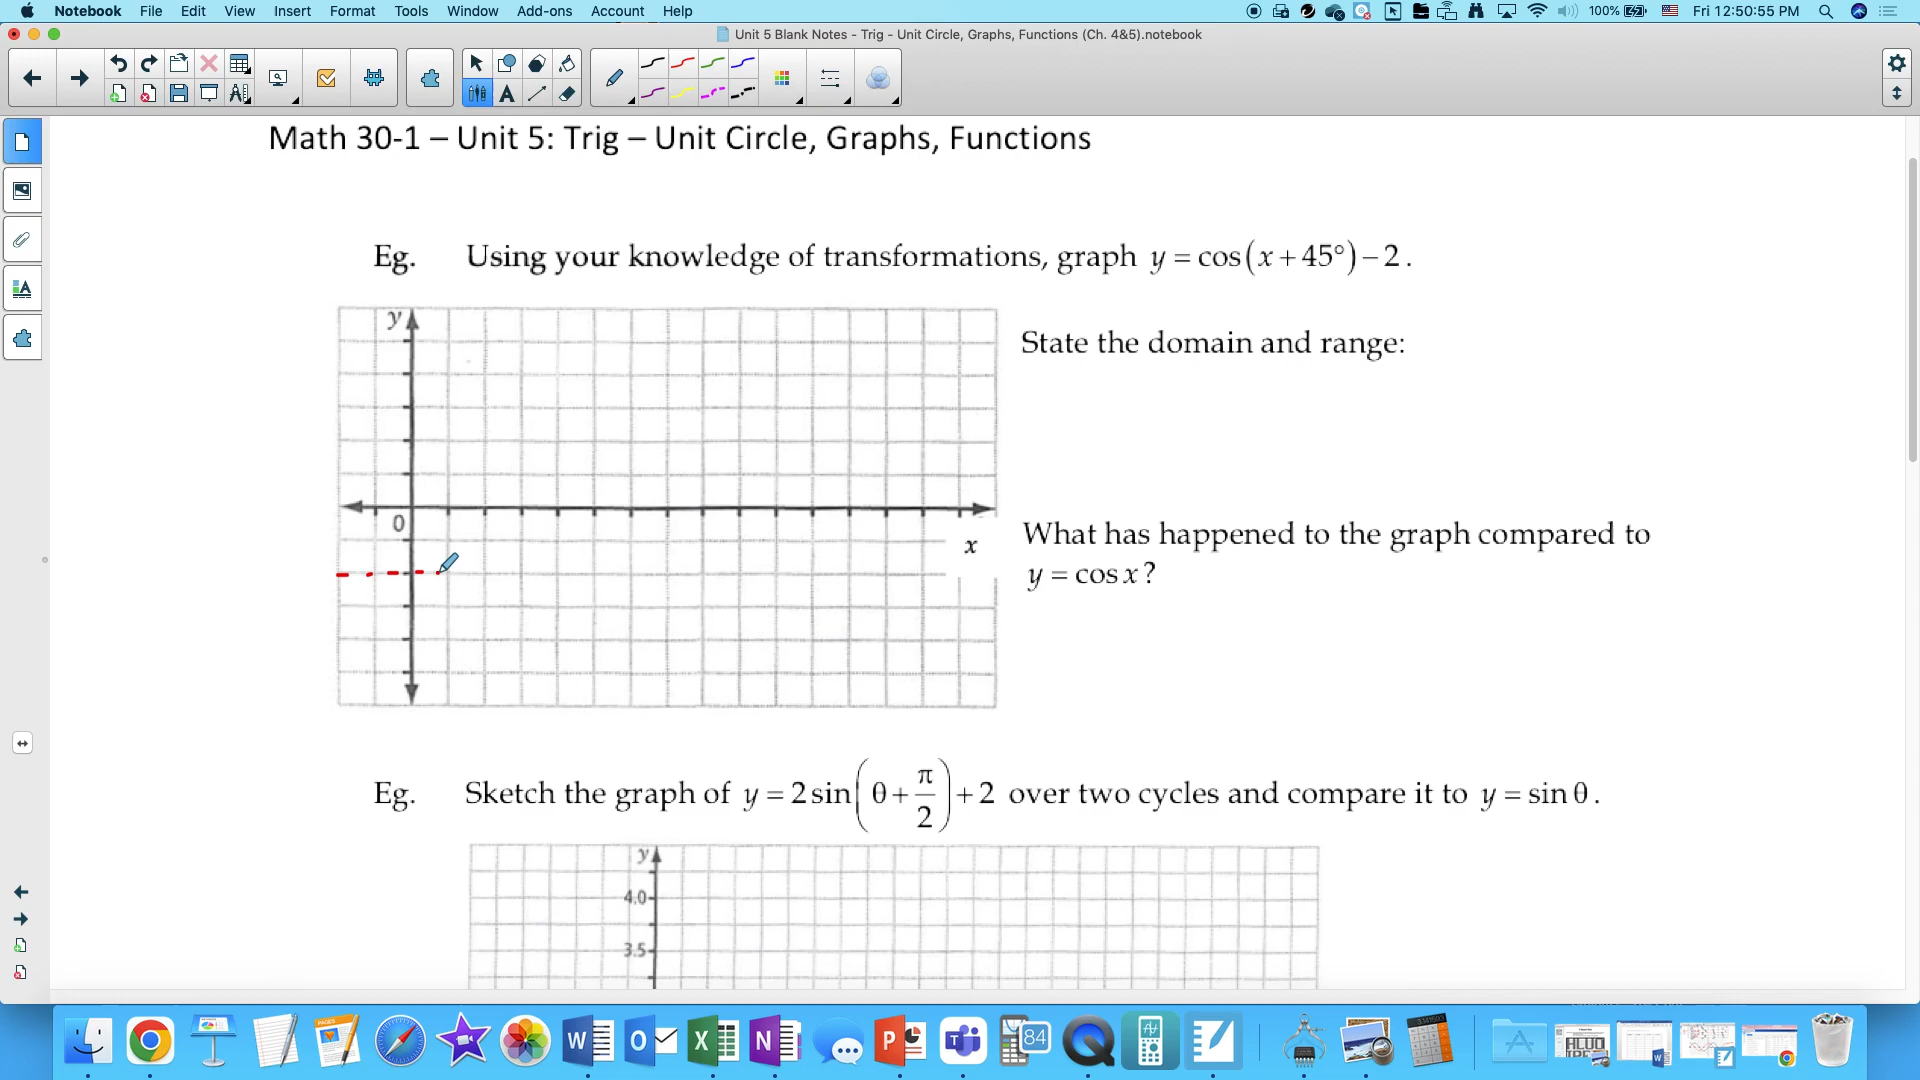 Notebook File Edit View Insert Format Tools Window Add-ons Account Help 100% Fri 12:50:55 PM
Unit 5 Blank Notes - Trig - Unit Circle, Graphs, Functions (Ch. 4&5).notebook
Math 30-1 – Unit 5: Trig – Unit Circle, Graphs, Functions
Eg. Using your knowledge of transformations, graph y = cos(x + 45°) – 2.
y
State the domain and range:
0
x
What has happened to the graph compared to
y = cos x?
Eg. Sketch the graph of y = 2 sin(θ + π/2) + 2 over two cycles and compare it to y = sin θ.
y
4.0
3.5